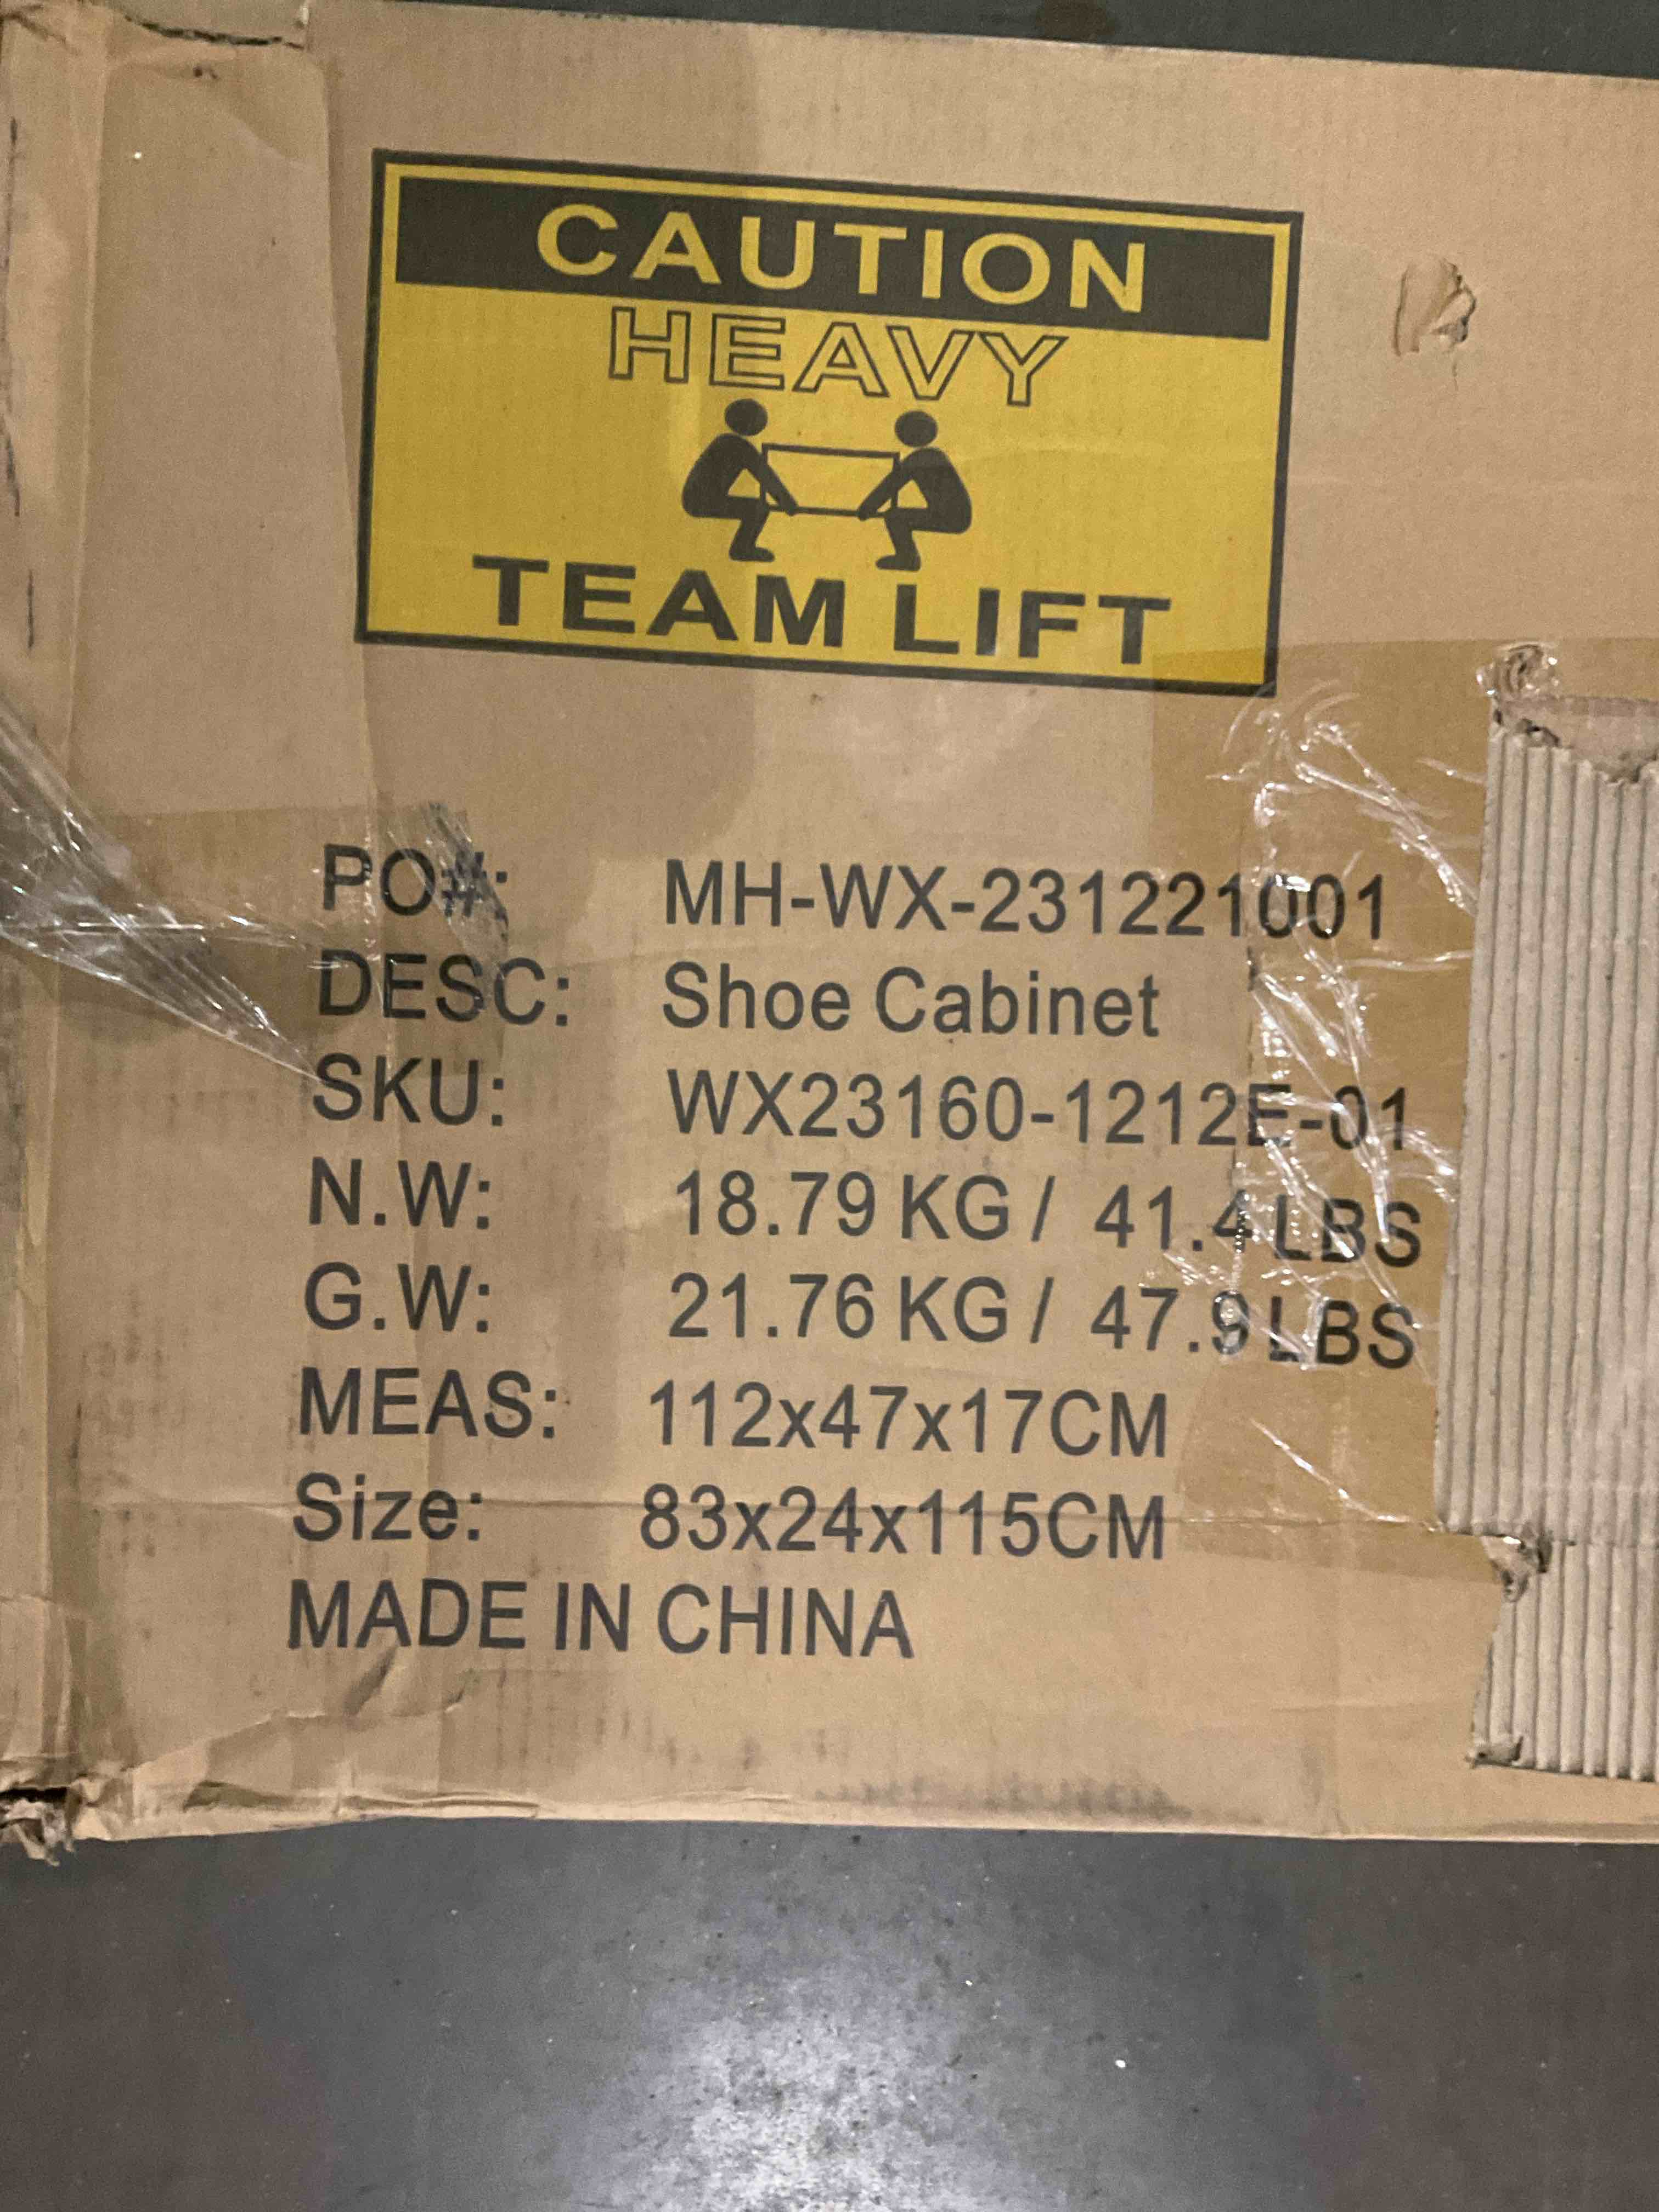 CAUTION
HEAVY
TEAM LIFT
PO#: MH-WX-231221001
DESC: Shoe Cabinet
SKU: WX23160-1212E-01
N.W: 18.79 KG / 41.4 LBS
G.W: 21.76 KG / 47.9 LBS
MEAS: 112x47x17CM
Size: 83x24x115CM
MADE IN CHINA